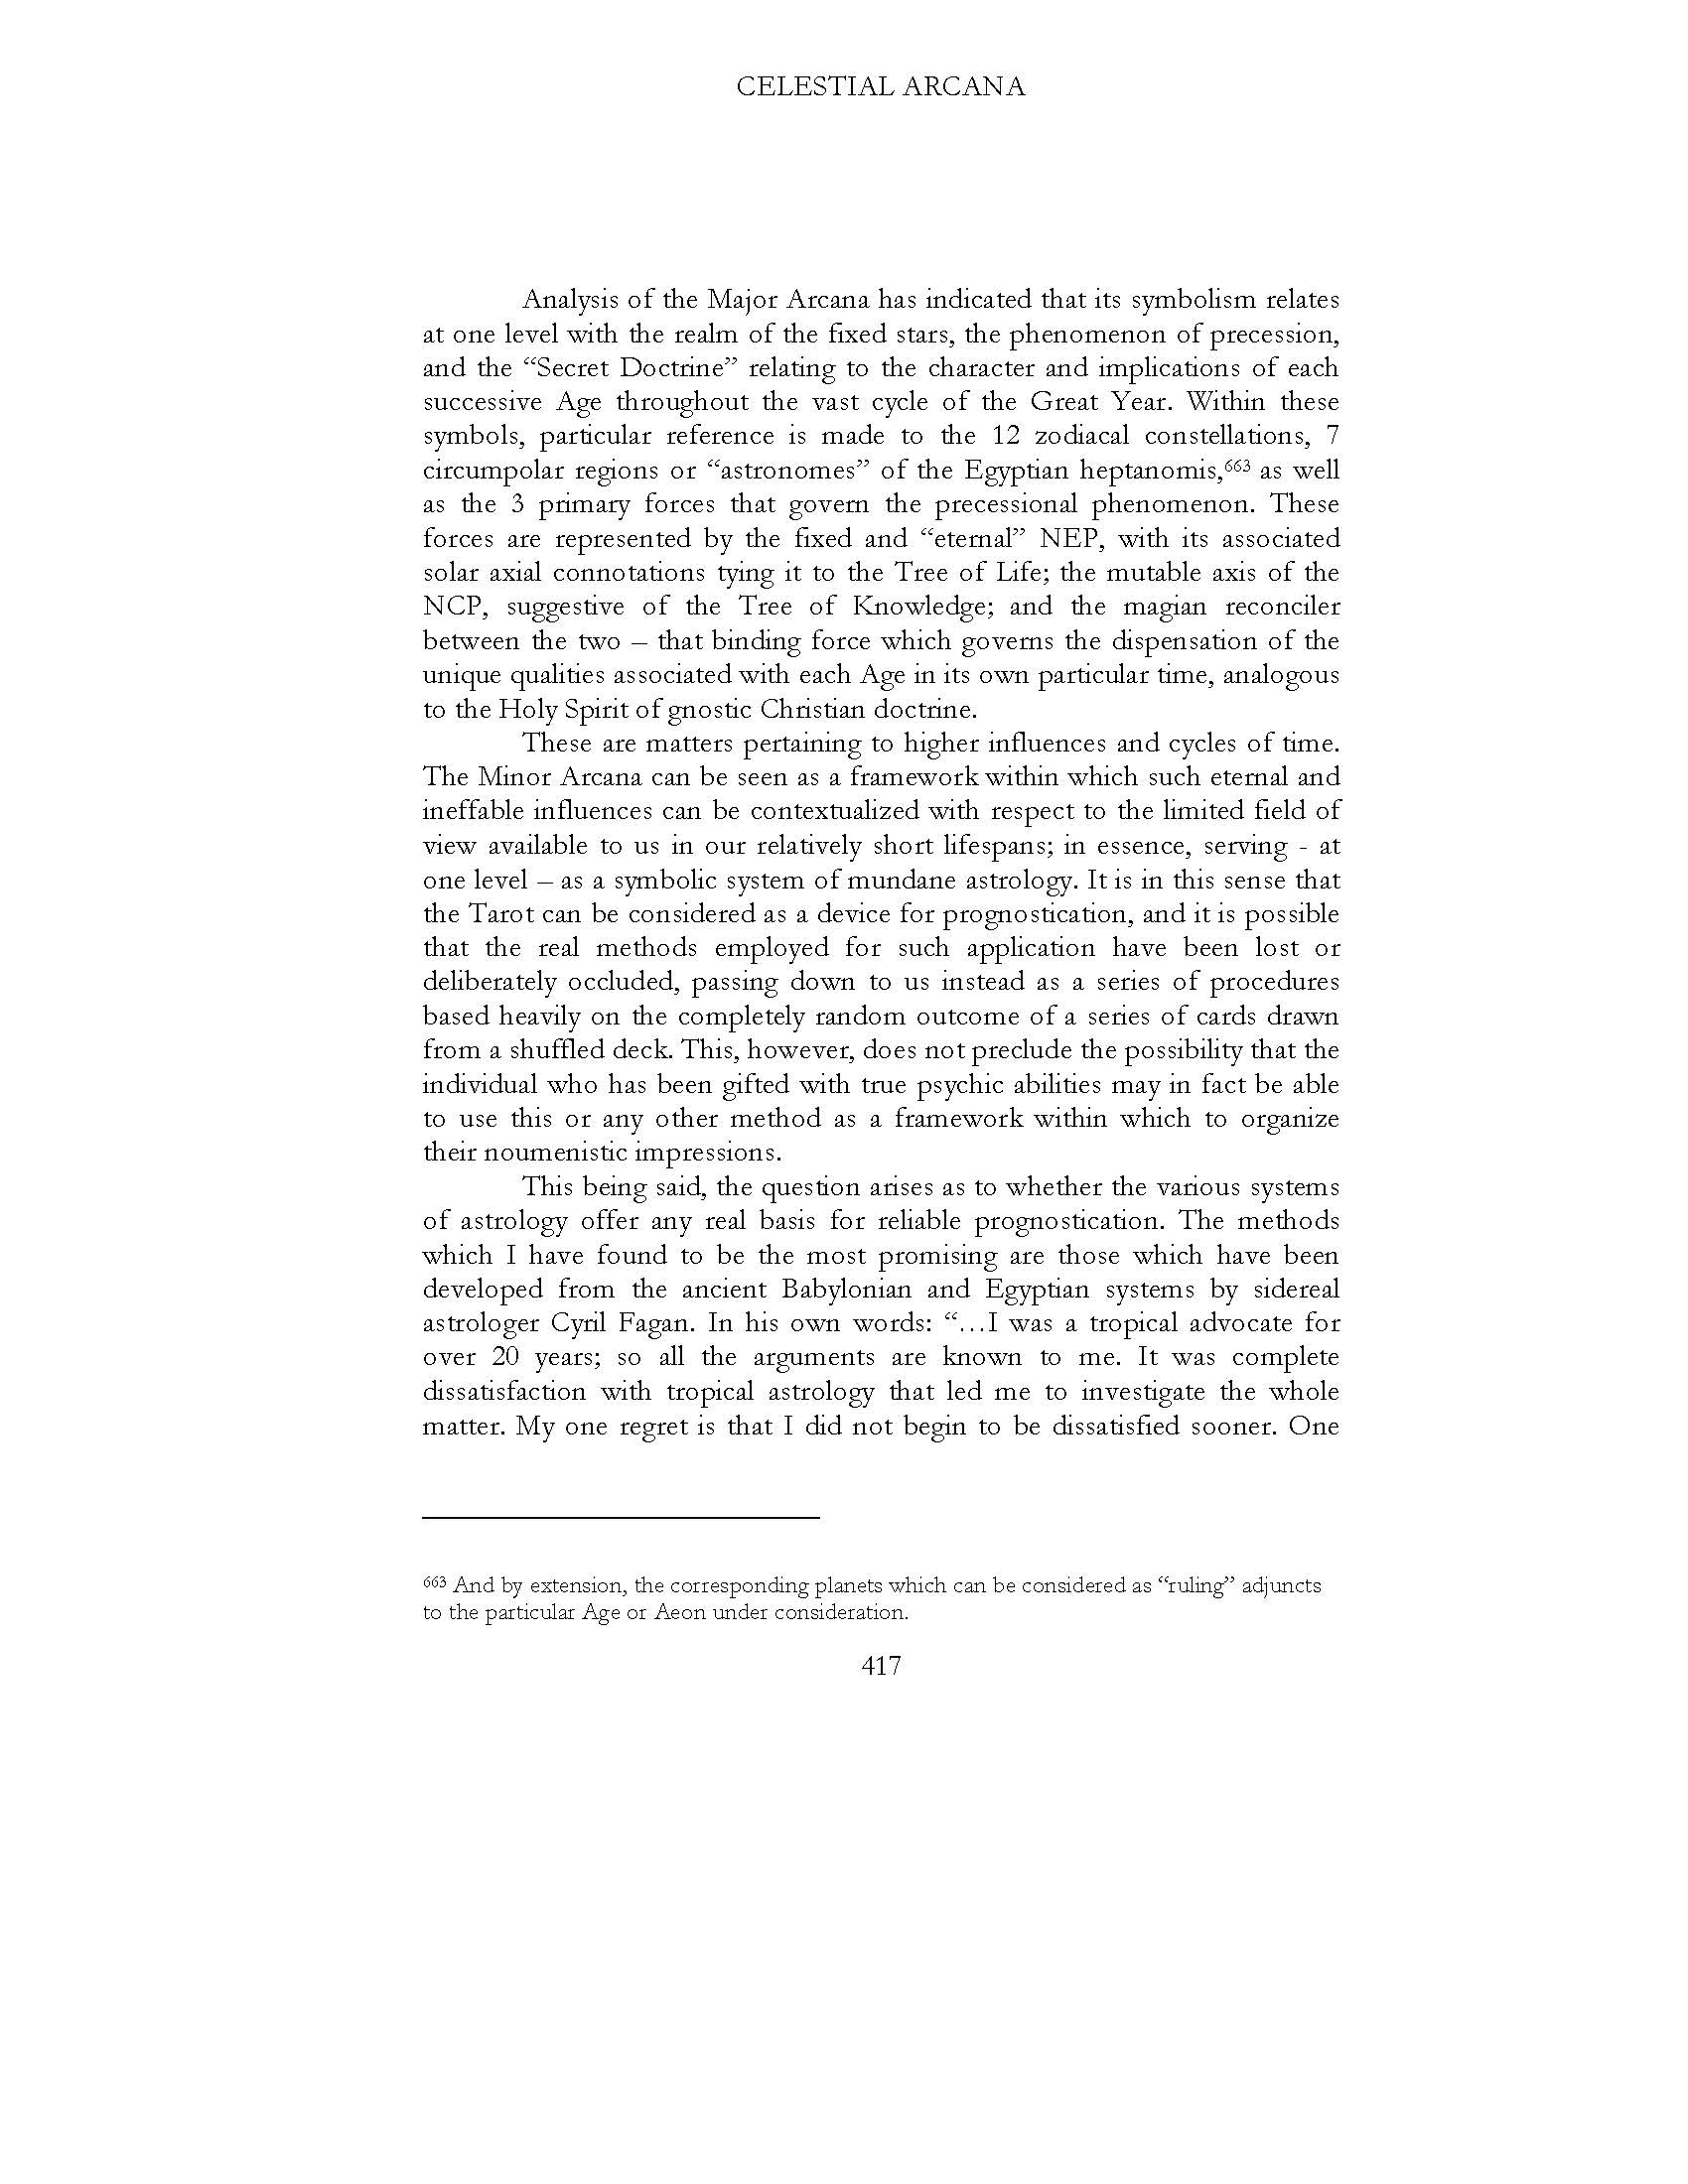 CELESTIAL ARCANA
Analysis of the Major Arcana has indicated that its symbolism relates
at one level with the realm of the fixed stars, the phenomenon of precession,
and the “Secret Doctrine” relating to the character and implications of each
successive Age throughout the vast cycle of the Great Year. Within these
symbols, particular reference is made to the 12 zodiacal constellations, 7
circumpolar regions or “astronomes” of the Egyptian heptanomis,⁶⁶³ as well
as the 3 primary forces that govern the precessional phenomenon. These
forces are represented by the fixed and “eternal” NEP, with its associated
solar axial connotations tying it to the Tree of Life; the mutable axis of the
NCP, suggestive of the Tree of Knowledge; and the magian reconciler
between the two – that binding force which governs the dispensation of the
unique qualities associated with each Age in its own particular time, analogous
to the Holy Spirit of gnostic Christian doctrine.
These are matters pertaining to higher influences and cycles of time.
The Minor Arcana can be seen as a framework within which such eternal and
ineffable influences can be contextualized with respect to the limited field of
view available to us in our relatively short lifespans; in essence, serving - at
one level – as a symbolic system of mundane astrology. It is in this sense that
the Tarot can be considered as a device for prognostication, and it is possible
that the real methods employed for such application have been lost or
deliberately occluded, passing down to us instead as a series of procedures
based heavily on the completely random outcome of a series of cards drawn
from a shuffled deck. This, however, does not preclude the possibility that the
individual who has been gifted with true psychic abilities may in fact be able
to use this or any other method as a framework within which to organize
their noumenistic impressions.
This being said, the question arises as to whether the various systems
of astrology offer any real basis for reliable prognostication. The methods
which I have found to be the most promising are those which have been
developed from the ancient Babylonian and Egyptian systems by sidereal
astrologer Cyril Fagan. In his own words: “…I was a tropical advocate for
over 20 years; so all the arguments are known to me. It was complete
dissatisfaction with tropical astrology that led me to investigate the whole
matter. My one regret is that I did not begin to be dissatisfied sooner. One
⁶⁶³ And by extension, the corresponding planets which can be considered as “ruling” adjuncts
to the particular Age or Aeon under consideration.
417